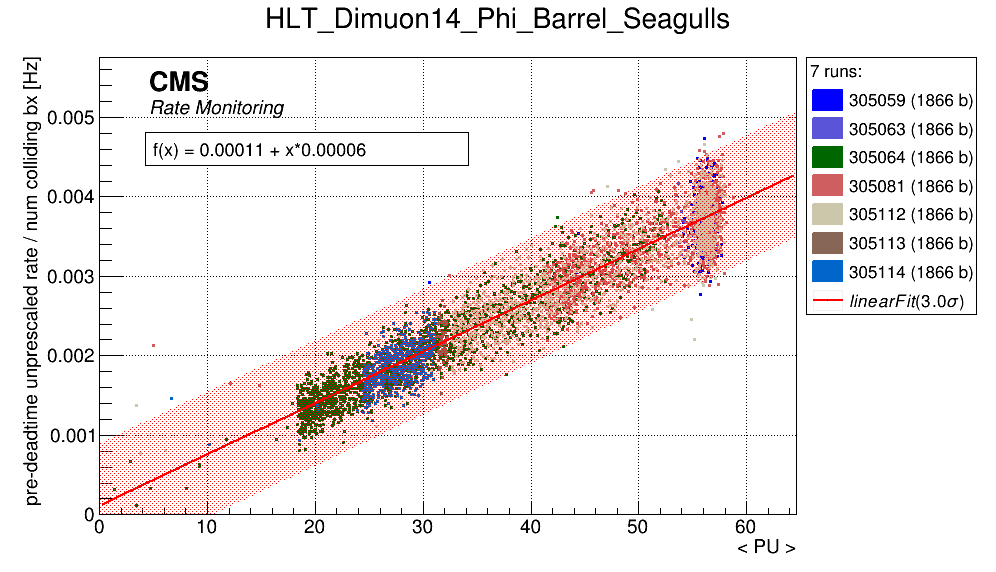 HLT_Dimuon14_Phi_Barrel_Seagulls
pre-deadtime unprescaled rate / num colliding bx [Hz]
CMS
Rate Monitoring
f(x) = 0.00011 + x*0.00006
0.005
0.004
0.003
0.002
0.001
0
0 10 20 30 40 50 60
< PU >
7 runs:
305059 (1866 b)
305063 (1866 b)
305064 (1866 b)
305081 (1866 b)
305112 (1866 b)
305113 (1866 b)
305114 (1866 b)
linearFit(3.0σ)